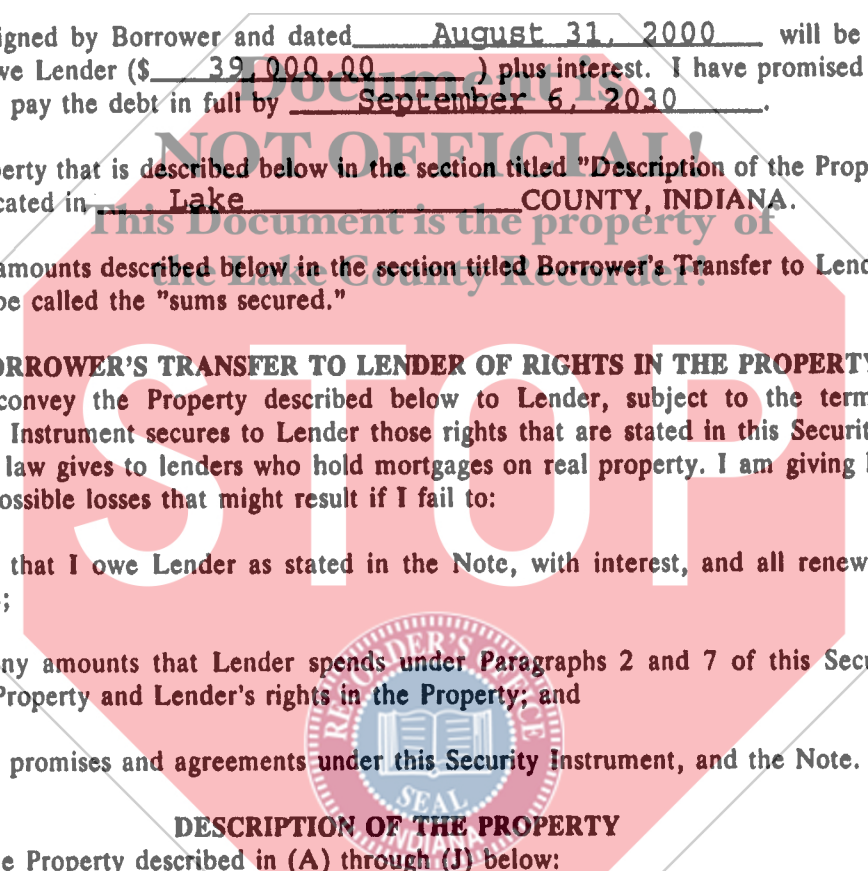 igned by Borrower and dated August 31, 2000 will be
we Lender ($ 39,000.00 ) plus interest. I have promised
pay the debt in full by September 6, 2030.
Document is
NOT OFFICIAL!
perty that is described below in the section titled "Description of the Prop
cated in Lake COUNTY, INDIANA.
This Document is the property of
the Lake County Recorder!
amounts described below in the section titled Borrower's Transfer to Lend
be called the "sums secured."
ORROWER'S TRANSFER TO LENDER OF RIGHTS IN THE PROPERTY
convey the Property described below to Lender, subject to the term
Instrument secures to Lender those rights that are stated in this Securit
law gives to lenders who hold mortgages on real property. I am giving
ossible losses that might result if I fail to:
STOP
that I owe Lender as stated in the Note, with interest, and all renew
;
ny amounts that Lender spends under Paragraphs 2 and 7 of this Secu
Property and Lender's rights in the Property; and
promises and agreements under this Security Instrument, and the Note.
RECORDER'S OFFICE
SEAL
INDIANA
DESCRIPTION OF THE PROPERTY
e Property described in (A) through (J) below: